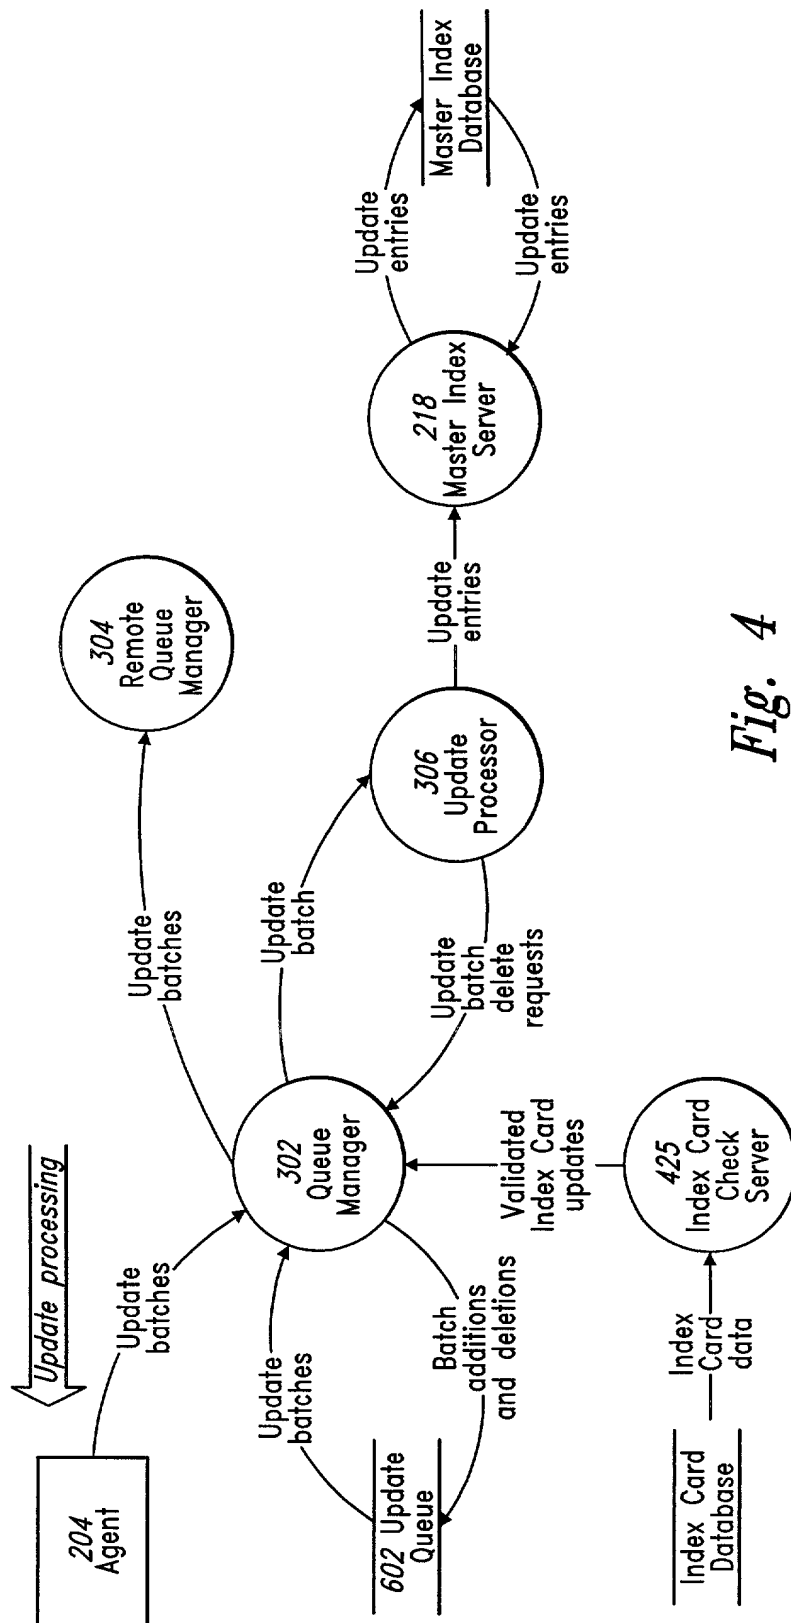 Update processing
204
Agent
Update
batches
304
Remote
Queue
Manager
Update
batches
302
Queue
Manager
Update
batch
Update
batches
602 Update
Queue
Batch
additions
and deletions
Update
batch
delete
requests
306
Update
Processor
Update
entries
218
Master Index
Server
Update
entries
Master Index
Database
Update
entries
Validated
Index Card
updates
425
Index Card
Check
Server
Index
Card
data
Index Card
Database
Fig. 4